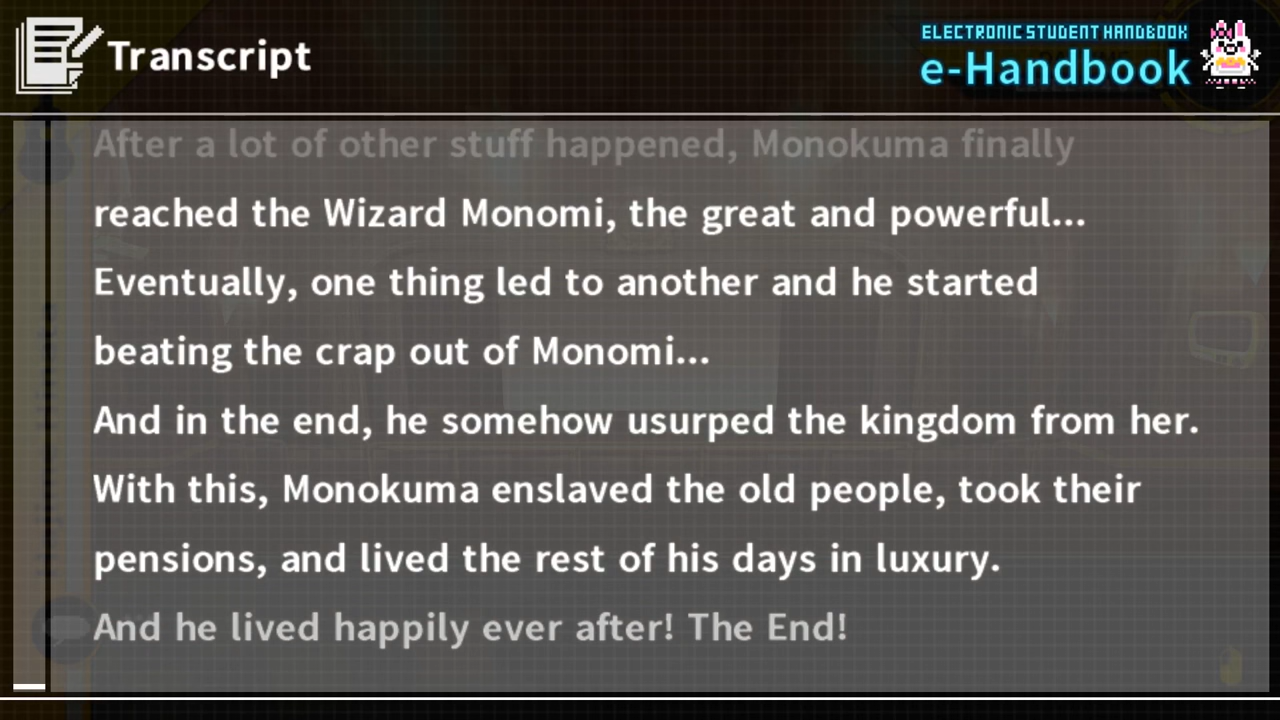 Transcript
ELECTRONIC STUDENT HANDBOOK
e-Handbook
After a lot of other stuff happened, Monokuma finally
reached the Wizard Monomi, the great and powerful...
Eventually, one thing led to another and he started
beating the crap out of Monomi...
And in the end, he somehow usurped the kingdom from her.
With this, Monokuma enslaved the old people, took their
pensions, and lived the rest of his days in luxury.
And he lived happily ever after! The End!